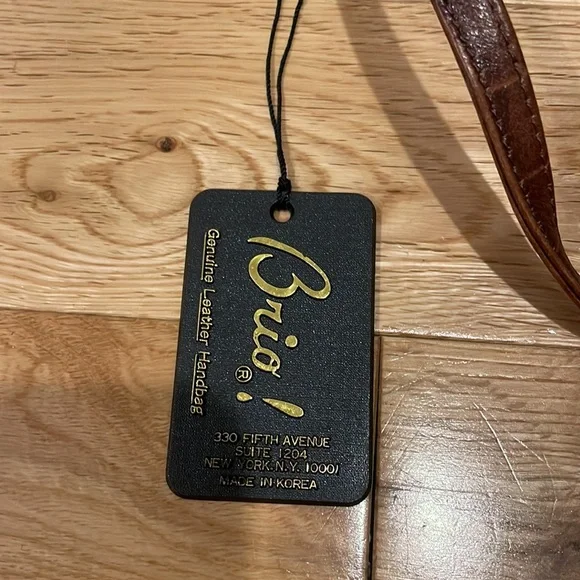 Brio!®
Genuine Leather Handbag
330 FIFTH AVENUE
SUITE 1204
NEW YORK, N.Y. 10001
MADE IN KOREA